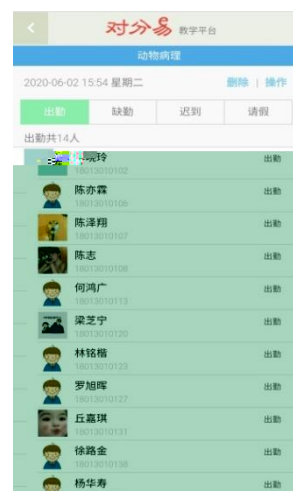 对分易 教学平台
动物病理
2020-06-02 15:54 星期二 删除 | 操作
出勤 缺勤 迟到 请假
出勤共14人
晓玲 出勤
18013010102
陈亦霖 出勤
18013010106
陈泽翔 出勤
18013010107
陈志 出勤
18013010108
何鸿广 出勤
18013010113
梁芝宁 出勤
18013010120
林铭楷 出勤
18013010123
罗旭晖 出勤
18013010127
丘嘉琪 出勤
18013010131
徐路金 出勤
18013010138
杨华寿 出勤